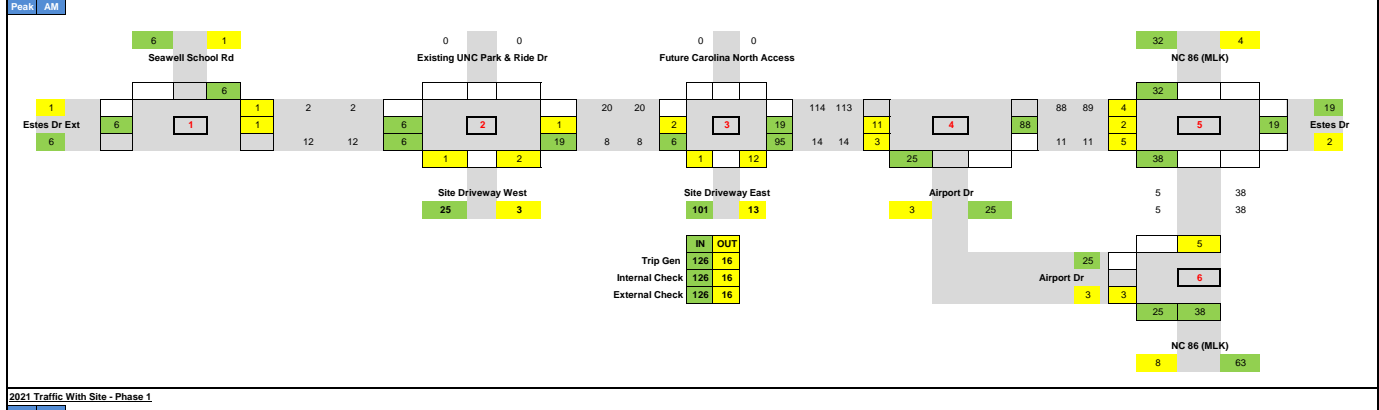 Peak AM
6 1 0 0 0 0 32 4
Seawell School Rd Existing UNC Park & Ride Dr Future Carolina North Access NC 86 (MLK)
6 32
1 1 2 2 20 20 114 113 88 89 4 19
Estes Dr Ext 6 1 1 6 2 1 2 3 19 11 4 88 2 5 19 Estes Dr
6 12 12 6 19 8 8 6 95 14 14 3 11 11 5 2
1 2 1 12 25 38
Site Driveway West Site Driveway East Airport Dr 5 38
25 3 101 13 3 25 5 38
IN OUT 5
Trip Gen 126 16 25
Internal Check 126 16 Airport Dr 6
External Check 126 16 3 3
25 38
NC 86 (MLK)
8 63
2021 Traffic With Site - Phase 1